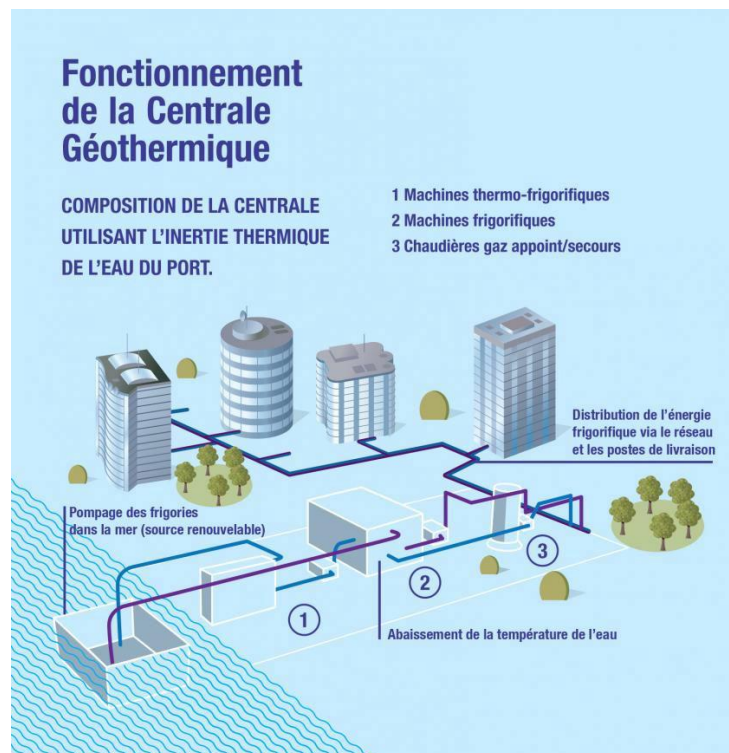 Fonctionnement
de la Centrale
Géothermique
COMPOSITION DE LA CENTRALE
UTILISANT L'INERTIE THERMIQUE
DE L'EAU DU PORT.
1 Machines thermo-frigorifiques
2 Machines frigorifiques
3 Chaudières gaz appoint/secours
Distribution de l'énergie
frigorifique via le réseau
et les postes de livraison
Pompage des frigories
dans la mer (source renouvelable)
1
2
3
Abaissement de la température de l'eau